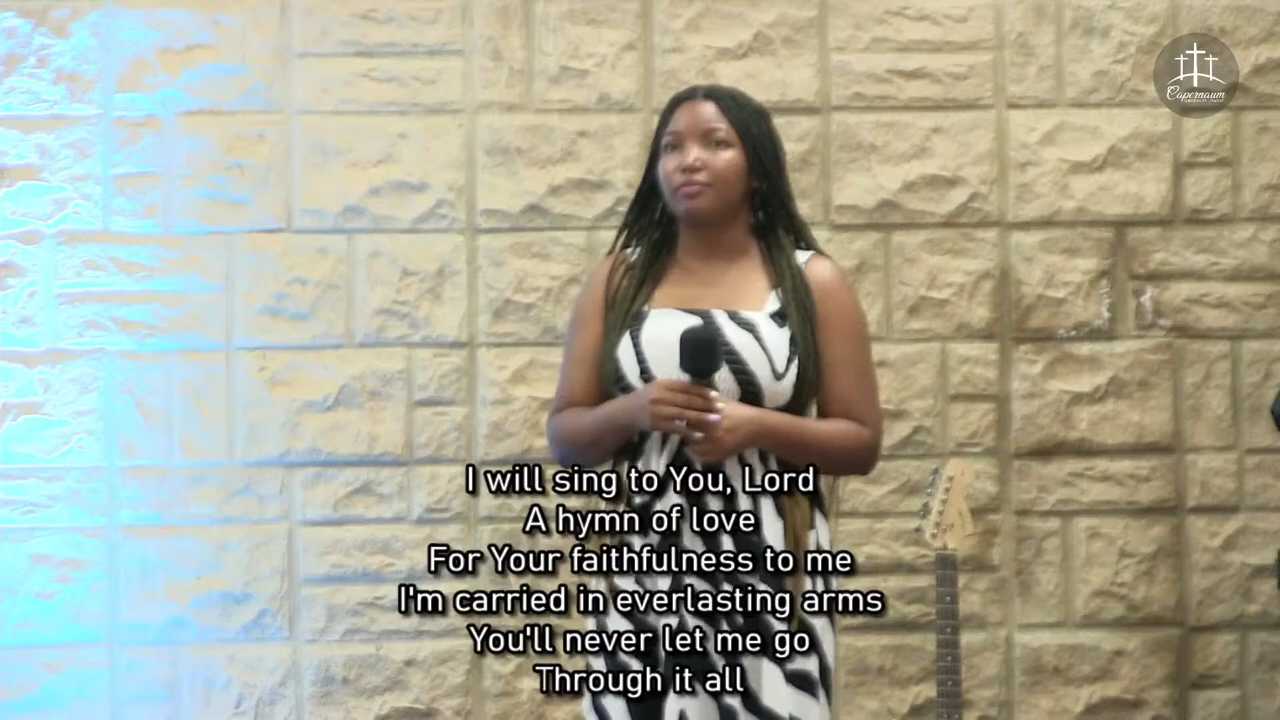 Capernaum
I will sing to You, Lord
A hymn of love
For Your faithfulness to me
I'm carried in everlasting arms
You'll never let me go
Through it all